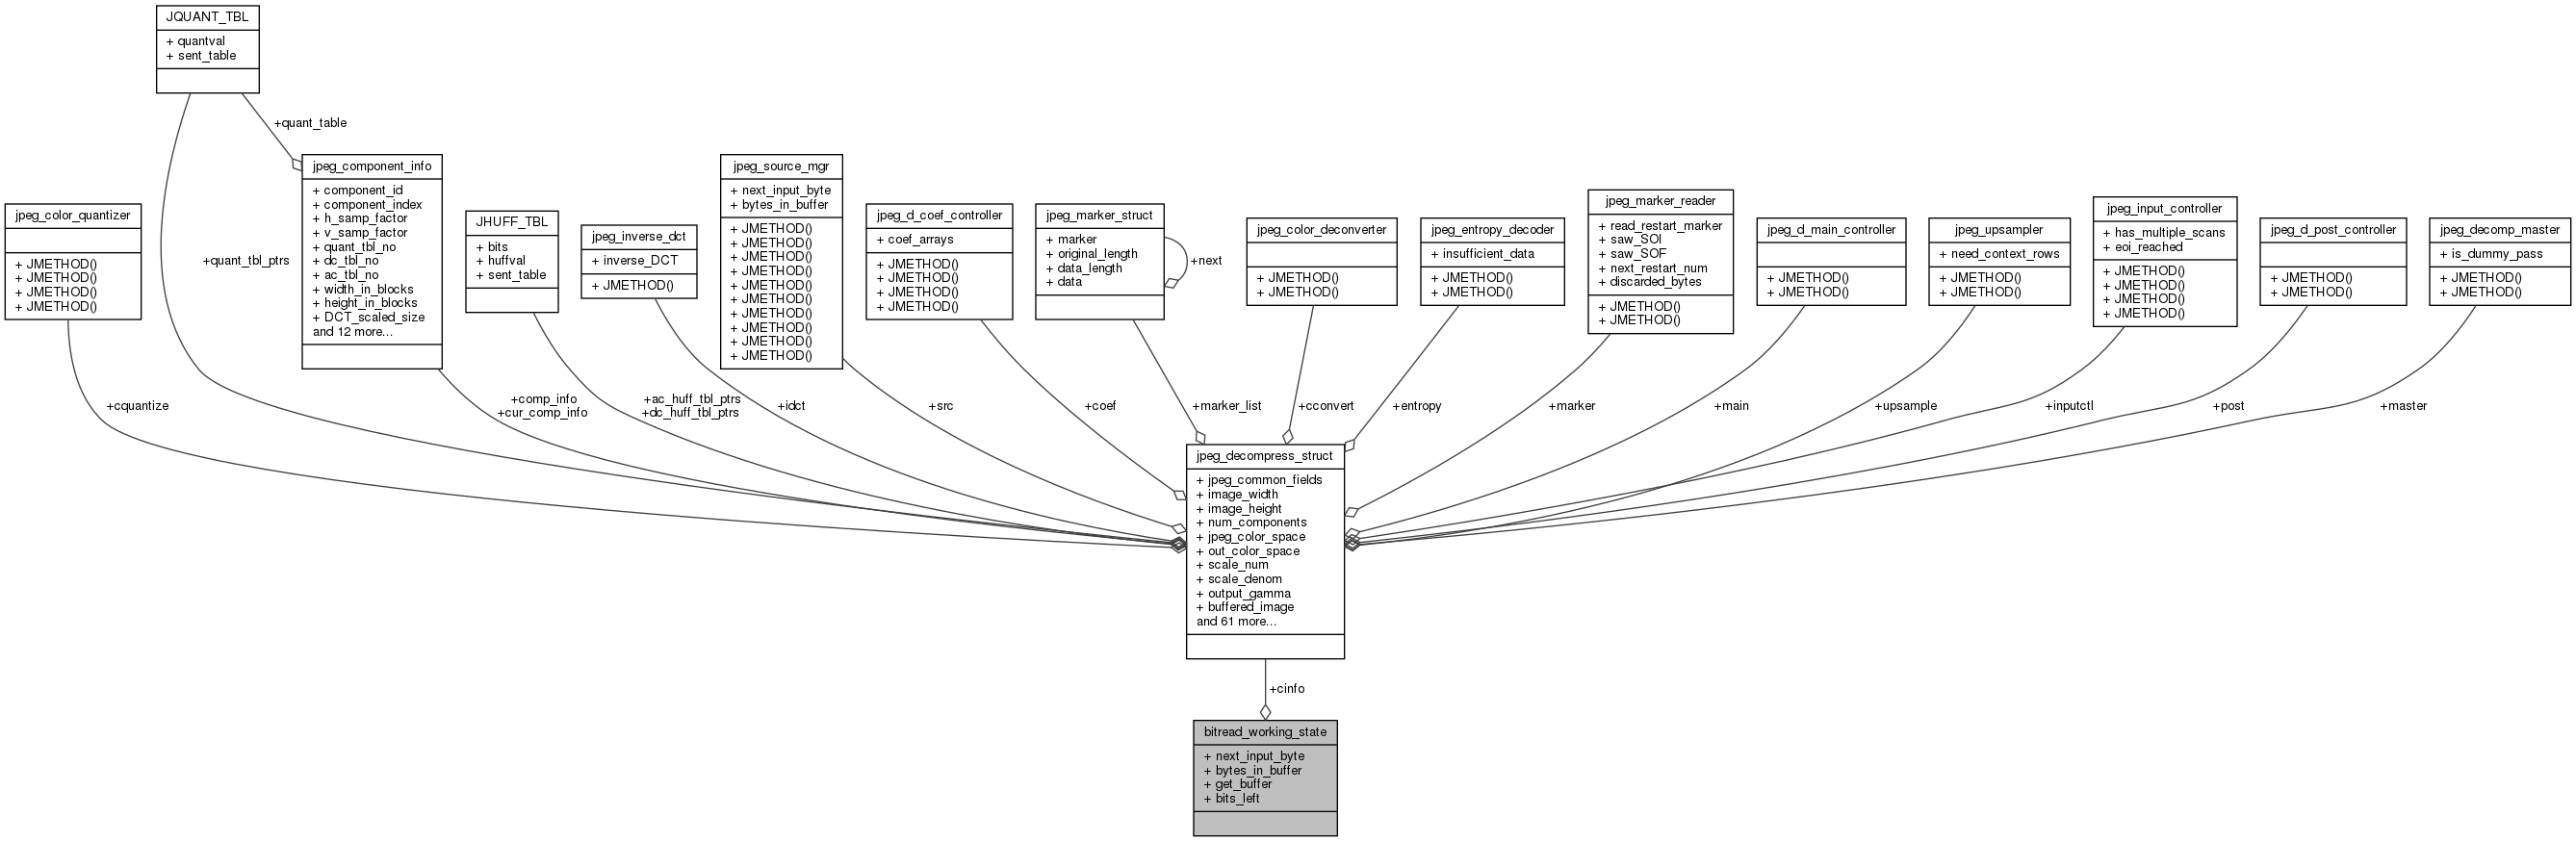 JQUANT_TBL
+ quantval
+ sent_table
+quant_table
jpeg_color_quantizer
+ JMETHOD()
+ JMETHOD()
+ JMETHOD()
+ JMETHOD()
+quant_tbl_ptrs
jpeg_component_info
+ component_id
+ component_index
+ h_samp_factor
+ v_samp_factor
+ quant_tbl_no
+ dc_tbl_no
+ ac_tbl_no
+ width_in_blocks
+ height_in_blocks
+ DCT_scaled_size
and 12 more...
JHUFF_TBL
+ bits
+ huffval
+ sent_table
jpeg_inverse_dct
+ inverse_DCT
+ JMETHOD()
jpeg_source_mgr
+ next_input_byte
+ bytes_in_buffer
+ JMETHOD()
+ JMETHOD()
+ JMETHOD()
+ JMETHOD()
+ JMETHOD()
+ JMETHOD()
+ JMETHOD()
+ JMETHOD()
+ JMETHOD()
+ JMETHOD()
jpeg_d_coef_controller
+ coef_arrays
+ JMETHOD()
+ JMETHOD()
+ JMETHOD()
+ JMETHOD()
jpeg_marker_struct
+ marker
+ original_length
+ data_length
+ data
+next
jpeg_color_deconverter
+ JMETHOD()
+ JMETHOD()
jpeg_entropy_decoder
+ insufficient_data
+ JMETHOD()
+ JMETHOD()
jpeg_marker_reader
+ read_restart_marker
+ saw_SOI
+ saw_SOF
+ next_restart_num
+ discarded_bytes
+ JMETHOD()
+ JMETHOD()
jpeg_d_main_controller
+ JMETHOD()
+ JMETHOD()
jpeg_upsampler
+ need_context_rows
+ JMETHOD()
+ JMETHOD()
jpeg_input_controller
+ has_multiple_scans
+ eoi_reached
+ JMETHOD()
+ JMETHOD()
+ JMETHOD()
+ JMETHOD()
jpeg_d_post_controller
+ JMETHOD()
+ JMETHOD()
jpeg_decomp_master
+ is_dummy_pass
+ JMETHOD()
+ JMETHOD()
+cquantize
+comp_info
+cur_comp_info
+ac_huff_tbl_ptrs
+dc_huff_tbl_ptrs
+idct
+src
+coef
+marker_list
+cconvert
+entropy
+marker
+main
+upsample
+inputctl
+post
+master
jpeg_decompress_struct
+ jpeg_common_fields
+ image_width
+ image_height
+ num_components
+ jpeg_color_space
+ out_color_space
+ scale_num
+ scale_denom
+ output_gamma
+ buffered_image
and 61 more...
+cinfo
bitread_working_state
+ next_input_byte
+ bytes_in_buffer
+ get_buffer
+ bits_left